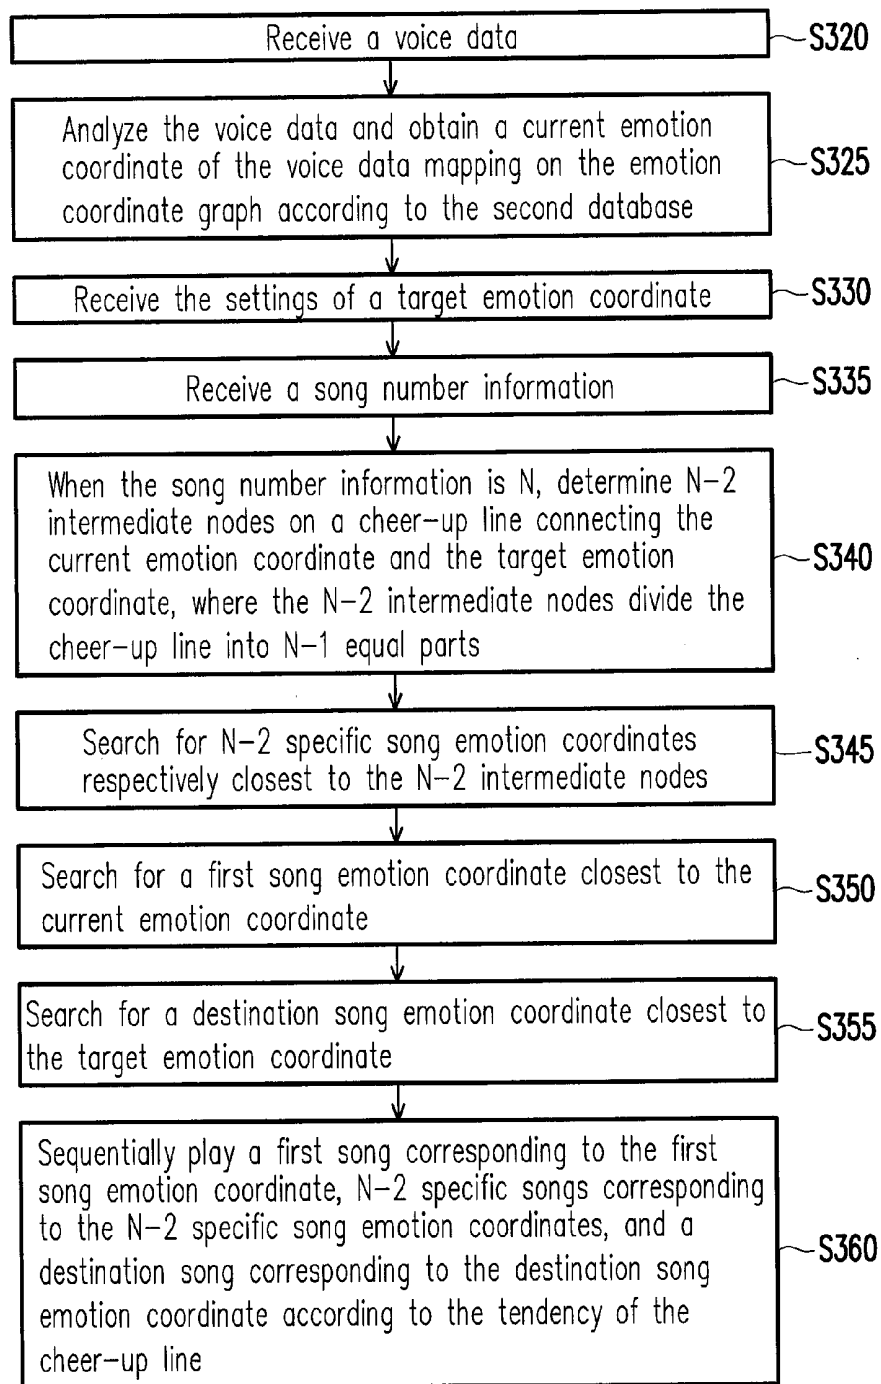 Receive a voice data
S320
Analyze the voice data and obtain a current emotion
coordinate of the voice data mapping on the emotion
coordinate graph according to the second database
S325
Receive the settings of a target emotion coordinate
S330
Receive a song number information
S335
When the song number information is N, determine N-2
intermediate nodes on a cheer-up line connecting the
current emotion coordinate and the target emotion
coordinate, where the N-2 intermediate nodes divide the
cheer-up line into N-1 equal parts
S340
Search for N-2 specific song emotion coordinates
respectively closest to the N-2 intermediate nodes
S345
Search for a first song emotion coordinate closest to the
current emotion coordinate
S350
Search for a destination song emotion coordinate closest to
the target emotion coordinate
S355
Sequentially play a first song corresponding to the first
song emotion coordinate, N-2 specific songs corresponding
to the N-2 specific song emotion coordinates, and a
destination song corresponding to the destination song
emotion coordinate according to the tendency of the
cheer-up line
S360